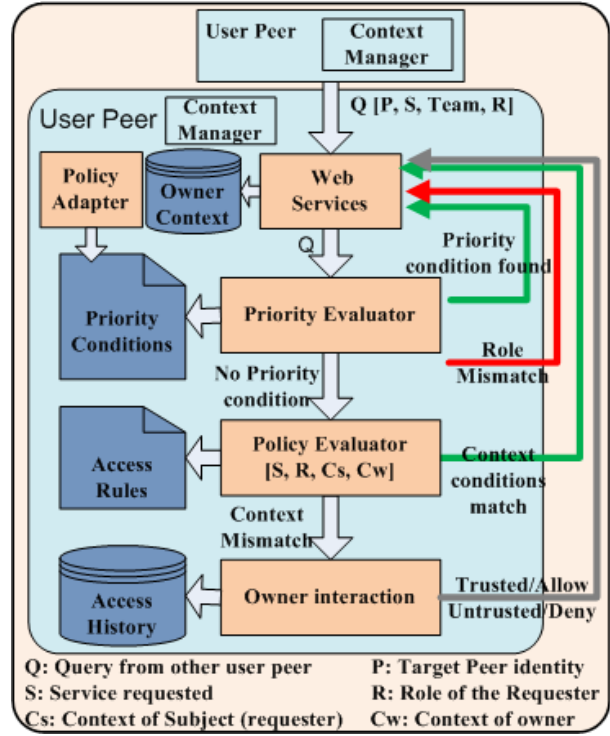 User Peer
Context
Manager
Q [P, S, Team, R]
User Peer
Context
Manager
Policy
Adapter
Owner
Context
Web
Services
Q
Priority
condition found
Priority
Conditions
Priority Evaluator
Role
Mismatch
No Priority
condition
Access
Rules
Policy Evaluator
[S, R, Cs, Cw]
Context
conditions
match
Context
Mismatch
Access
History
Owner interaction
Trusted/Allow
Untrusted/Deny
Q: Query from other user peer
P: Target Peer identity
S: Service requested
R: Role of the Requester
Cs: Context of Subject (requester)
Cw: Context of owner